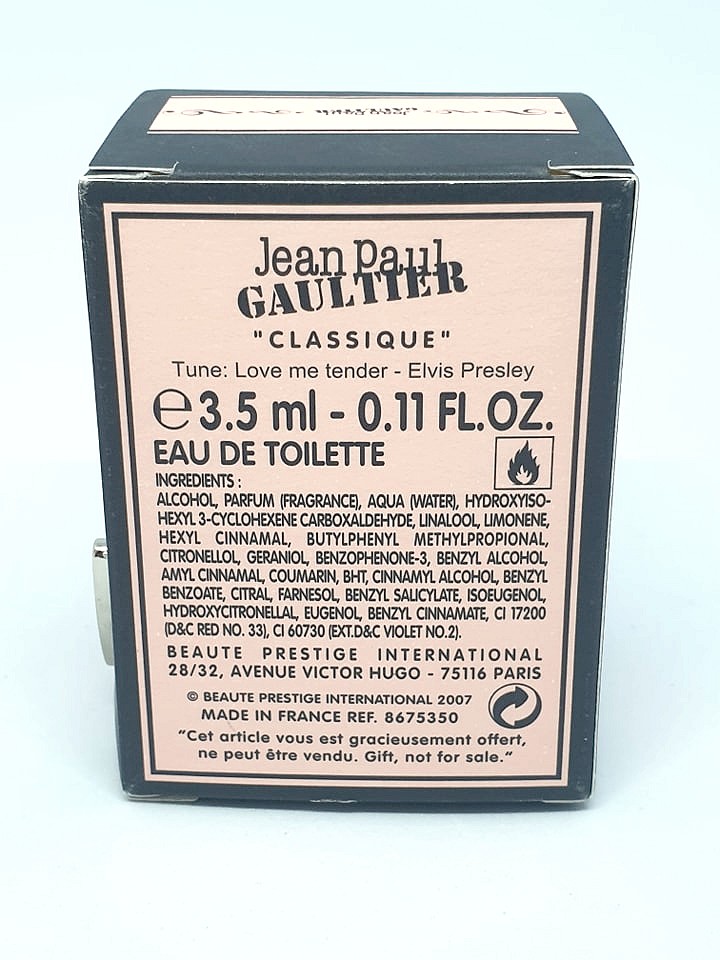 Jean Paul
GAULTIER
"CLASSIQUE"
Tune: Love me tender - Elvis Presley
℮ 3.5 ml - 0.11 FL.OZ.
EAU DE TOILETTE
INGREDIENTS :
ALCOHOL, PARFUM (FRAGRANCE), AQUA (WATER), HYDROXYISO-
HEXYL 3-CYCLOHEXENE CARBOXALDEHYDE, LINALOOL, LIMONENE,
HEXYL CINNAMAL, BUTYLPHENYL METHYLPROPIONAL,
CITRONELLOL, GERANIOL, BENZOPHENONE-3, BENZYL ALCOHOL,
AMYL CINNAMAL, COUMARIN, BHT, CINNAMYL ALCOHOL, BENZYL
BENZOATE, CITRAL, FARNESOL, BENZYL SALICYLATE, ISOEUGENOL,
HYDROXYCITRONELLAL, EUGENOL, BENZYL CINNAMATE, CI 17200
(D&C RED NO. 33), CI 60730 (EXT.D&C VIOLET NO.2).
BEAUTE PRESTIGE INTERNATIONAL
28/32, AVENUE VICTOR HUGO - 75116 PARIS
© BEAUTE PRESTIGE INTERNATIONAL 2007
MADE IN FRANCE REF. 8675350
"Cet article vous est gracieusement offert,
ne peut être vendu. Gift, not for sale."